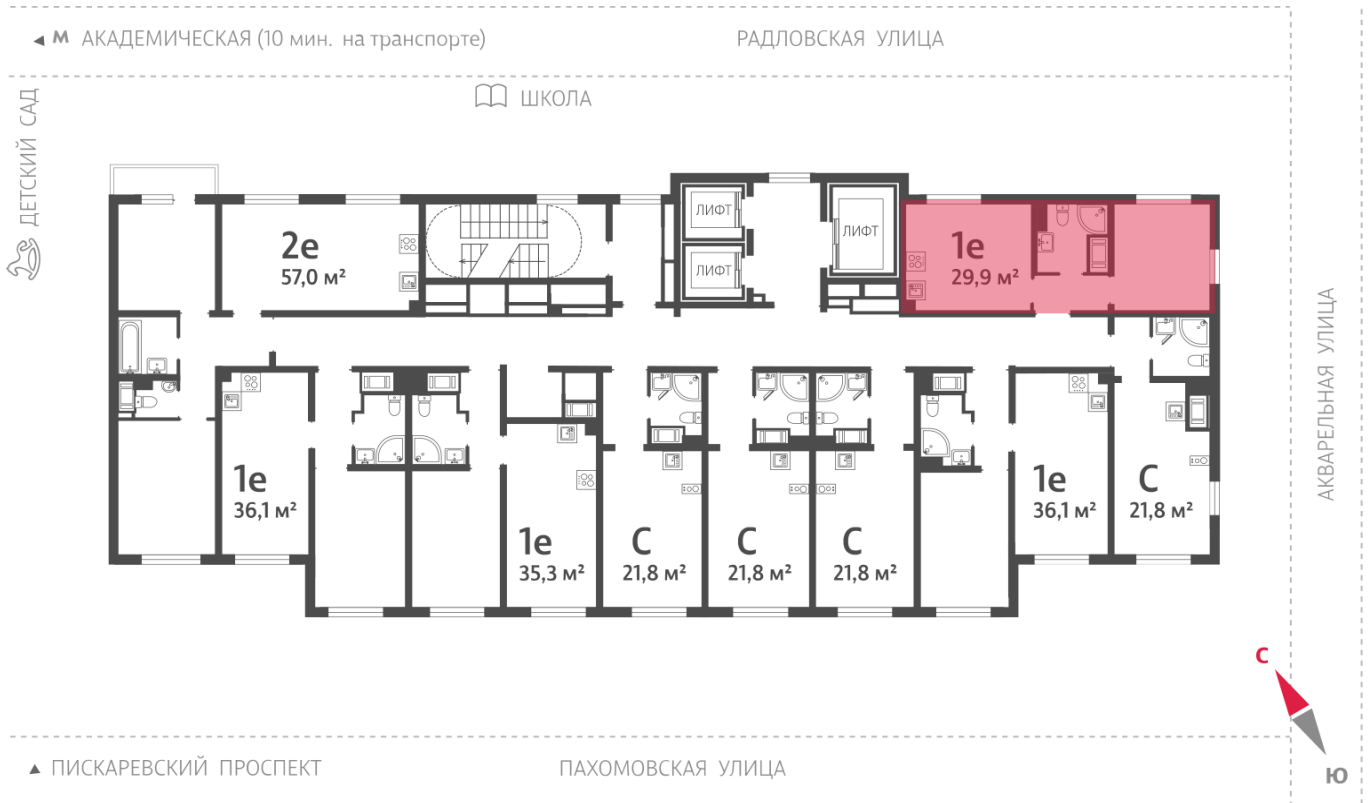 М АКАДЕМИЧЕСКАЯ (10 мин. на транспорте)
РАДЛОВСКАЯ УЛИЦА
ШКОЛА
ДЕТСКИЙ САД
ЛИФТ
ЛИФТ
ЛИФТ
2е
57,0 м²
1е
29,9 м²
АКВАРЕЛЬНАЯ УЛИЦА
1е
36,1 м²
1е
35,3 м²
С
21,8 м²
С
21,8 м²
С
21,8 м²
1е
36,1 м²
С
21,8 м²
С
Ю
ПИСКАРЕВСКИЙ ПРОСПЕКТ
ПАХОМОВСКАЯ УЛИЦА